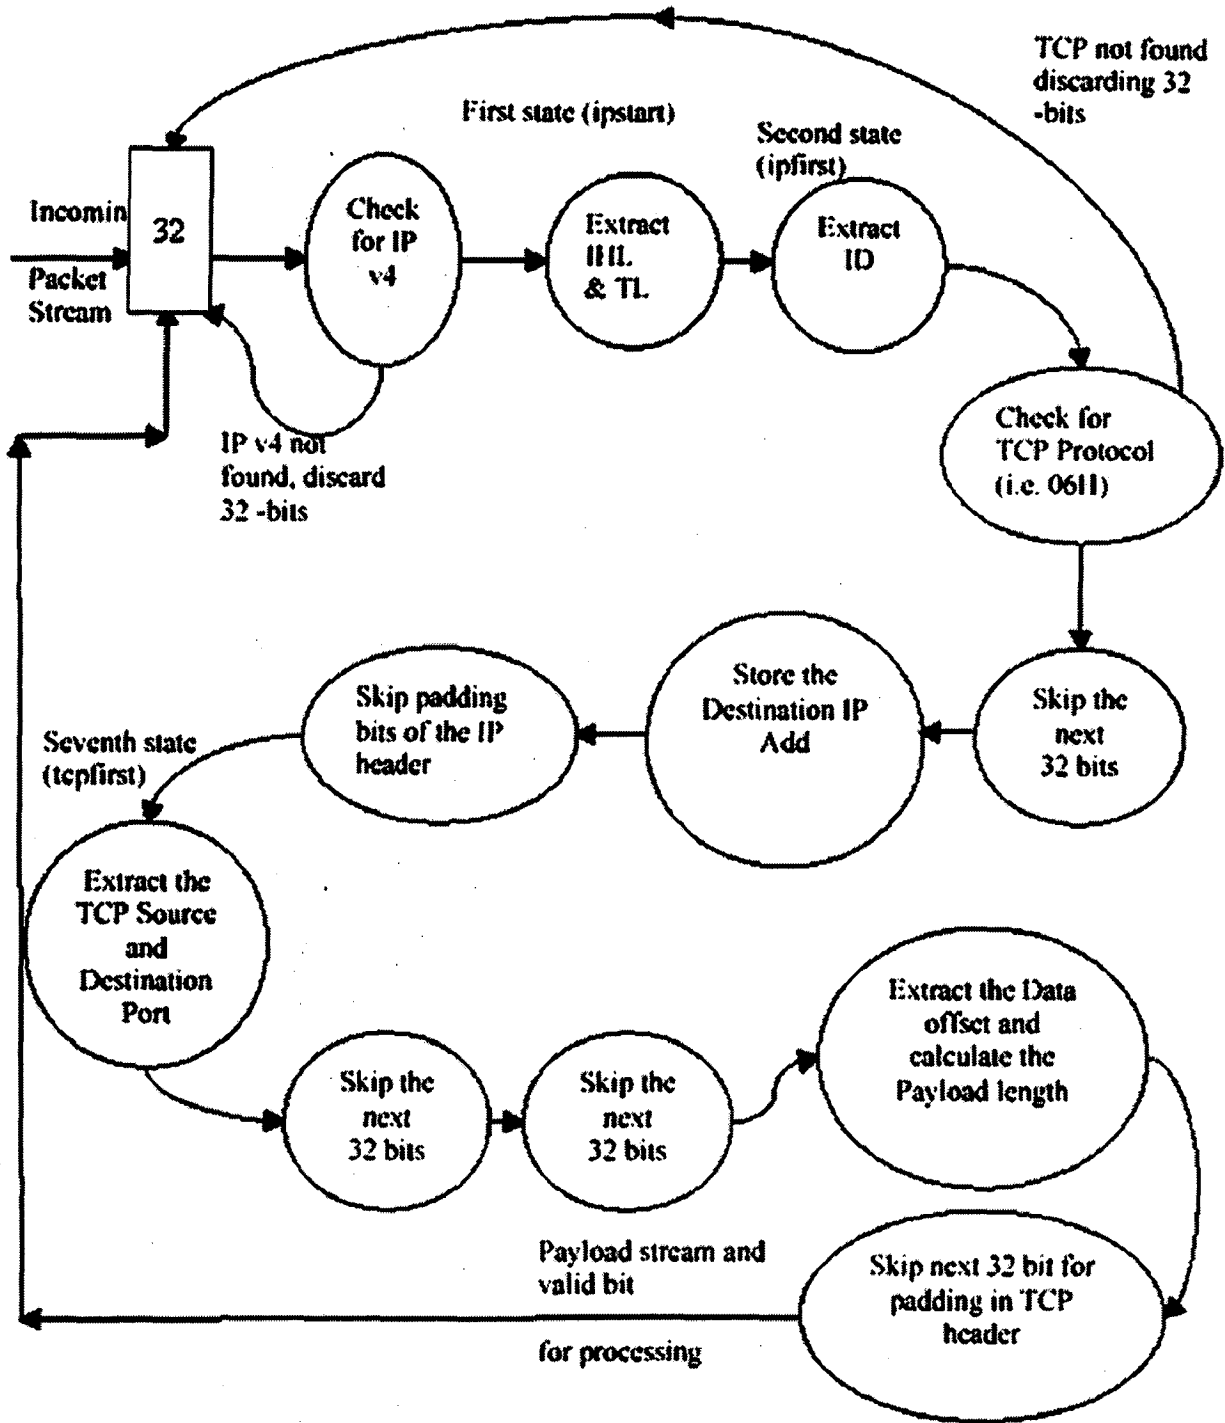 TCP not found
discarding 32
-bits
First state (ipstart)
Second state
(ipfirst)
Incomin
Packet
Stream
32
Check
for IP
v4
Extract
IHL
& TL
Extract
ID
IP v4 not
found, discard
32 -bits
Check for
TCP Protocol
(i.e. 06H)
Skip the
next
32 bits
Store the
Destination IP
Add
Skip padding
bits of the IP
header
Seventh state
(tcpfirst)
Extract the
TCP Source
and
Destination
Port
Skip the
next
32 bits
Skip the
next
32 bits
Extract the Data
offset and
calculate the
Payload length
Skip next 32 bit for
padding in TCP
header
Payload stream and
valid bit
for processing